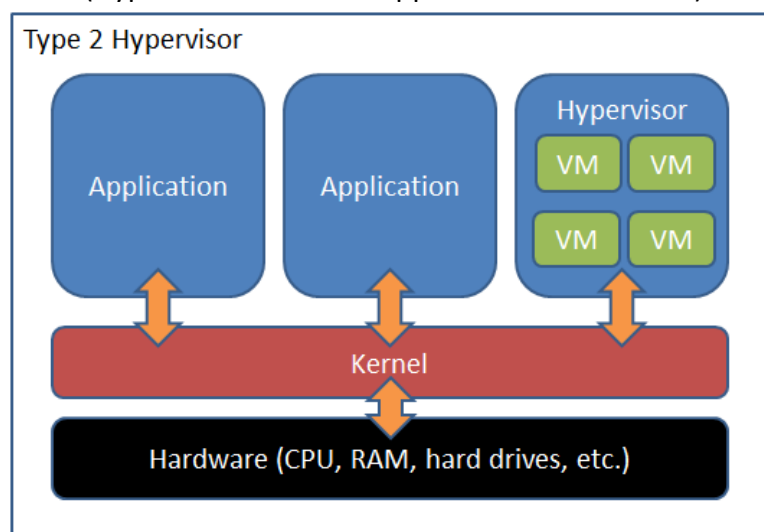 Type 2 Hypervisor
Application
Application
Hypervisor
VM VM
VM VM
Kernel
Hardware (CPU, RAM, hard drives, etc.)